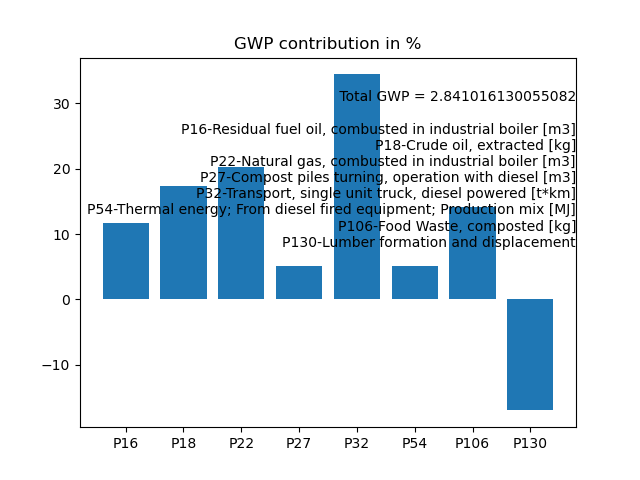 GWP contribution in %
Total GWP = 2.841016130055082
30
P16-Residual fuel oil, combusted in industrial boiler [m3]
P18-Crude oil, extracted [kg]
P22-Natural gas, combusted in industrial boiler [m3]
20
P27-Compost piles turning, operation with diesel [m3]
P32-Transport, single unit truck, diesel powered [t*km]
P54-Thermal energy; From diesel fired equipment; Production mix [MJ]
P106-Food Waste, composted [kg]
10
P130-Lumber formation and displacement
0
−10
P16 P18 P22 P27 P32 P54 P106 P130